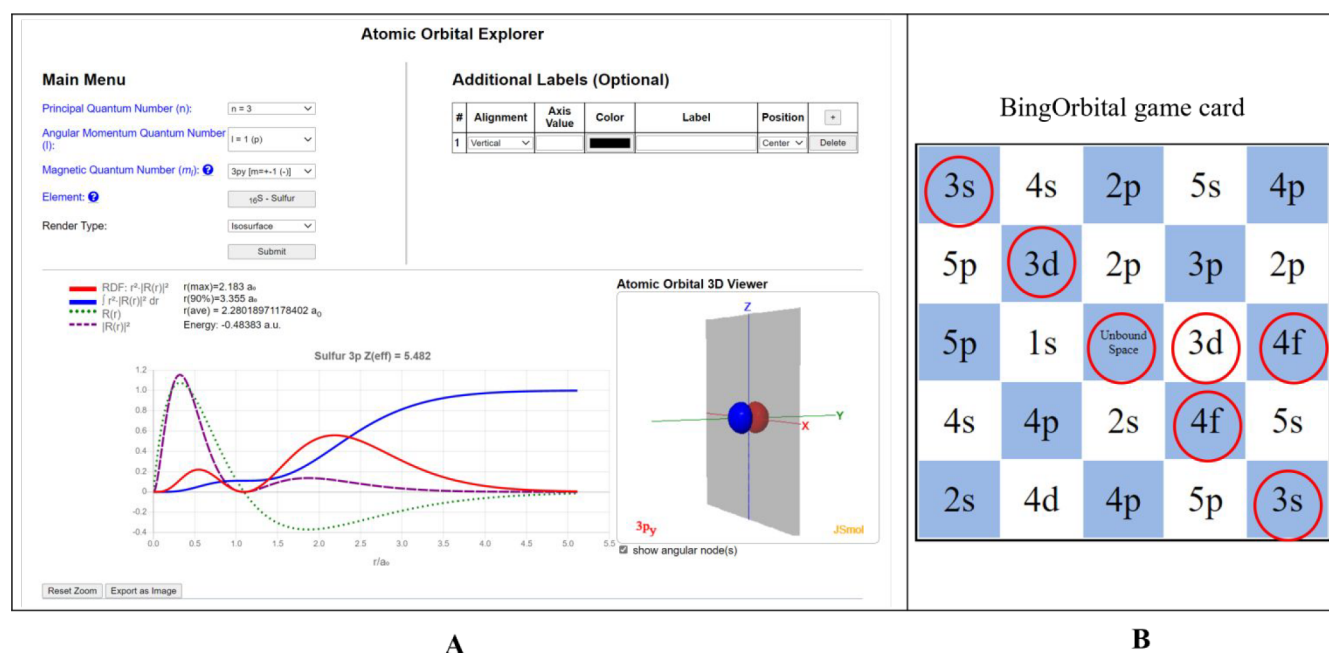 Atomic Orbital Explorer
Main Menu
Principal Quantum Number (n):
n = 3
Angular Momentum Quantum Number
(l):
l = 1 (p)
Magnetic Quantum Number (mₗ):
3py [m=+-1 (-)]
Element:
₁₆S - Sulfur
Render Type:
Isosurface
Submit
Additional Labels (Optional)
# Alignment Axis Value Color Label Position +
1 Vertical Center Delete
RDF: r²·|R(r)|² r(max)=2.183 a₀
∫ r²·|R(r)|² dr r(90%)=3.355 a₀
R(r) r(ave) = 2.28018971178402 a₀
|R(r)|² Energy: -0.48383 a.u.
Sulfur 3p Z(eff) = 5.482
1.2
1.0
0.8
0.6
0.4
0.2
0
-0.2
-0.4
0.0 0.5 1.0 1.5 2.0 2.5 3.0 3.5 4.0 4.5 5.0 5.5
r/a₀
Reset Zoom Export as Image
Atomic Orbital 3D Viewer
Z
Y
X
3py
JSmol
show angular node(s)
A
BingOrbital game card
3s 4s 2p 5s 4p
5p 3d 2p 3p 2p
5p 1s Unbound Space 3d 4f
4s 4p 2s 4f 5s
2s 4d 4p 5p 3s
B